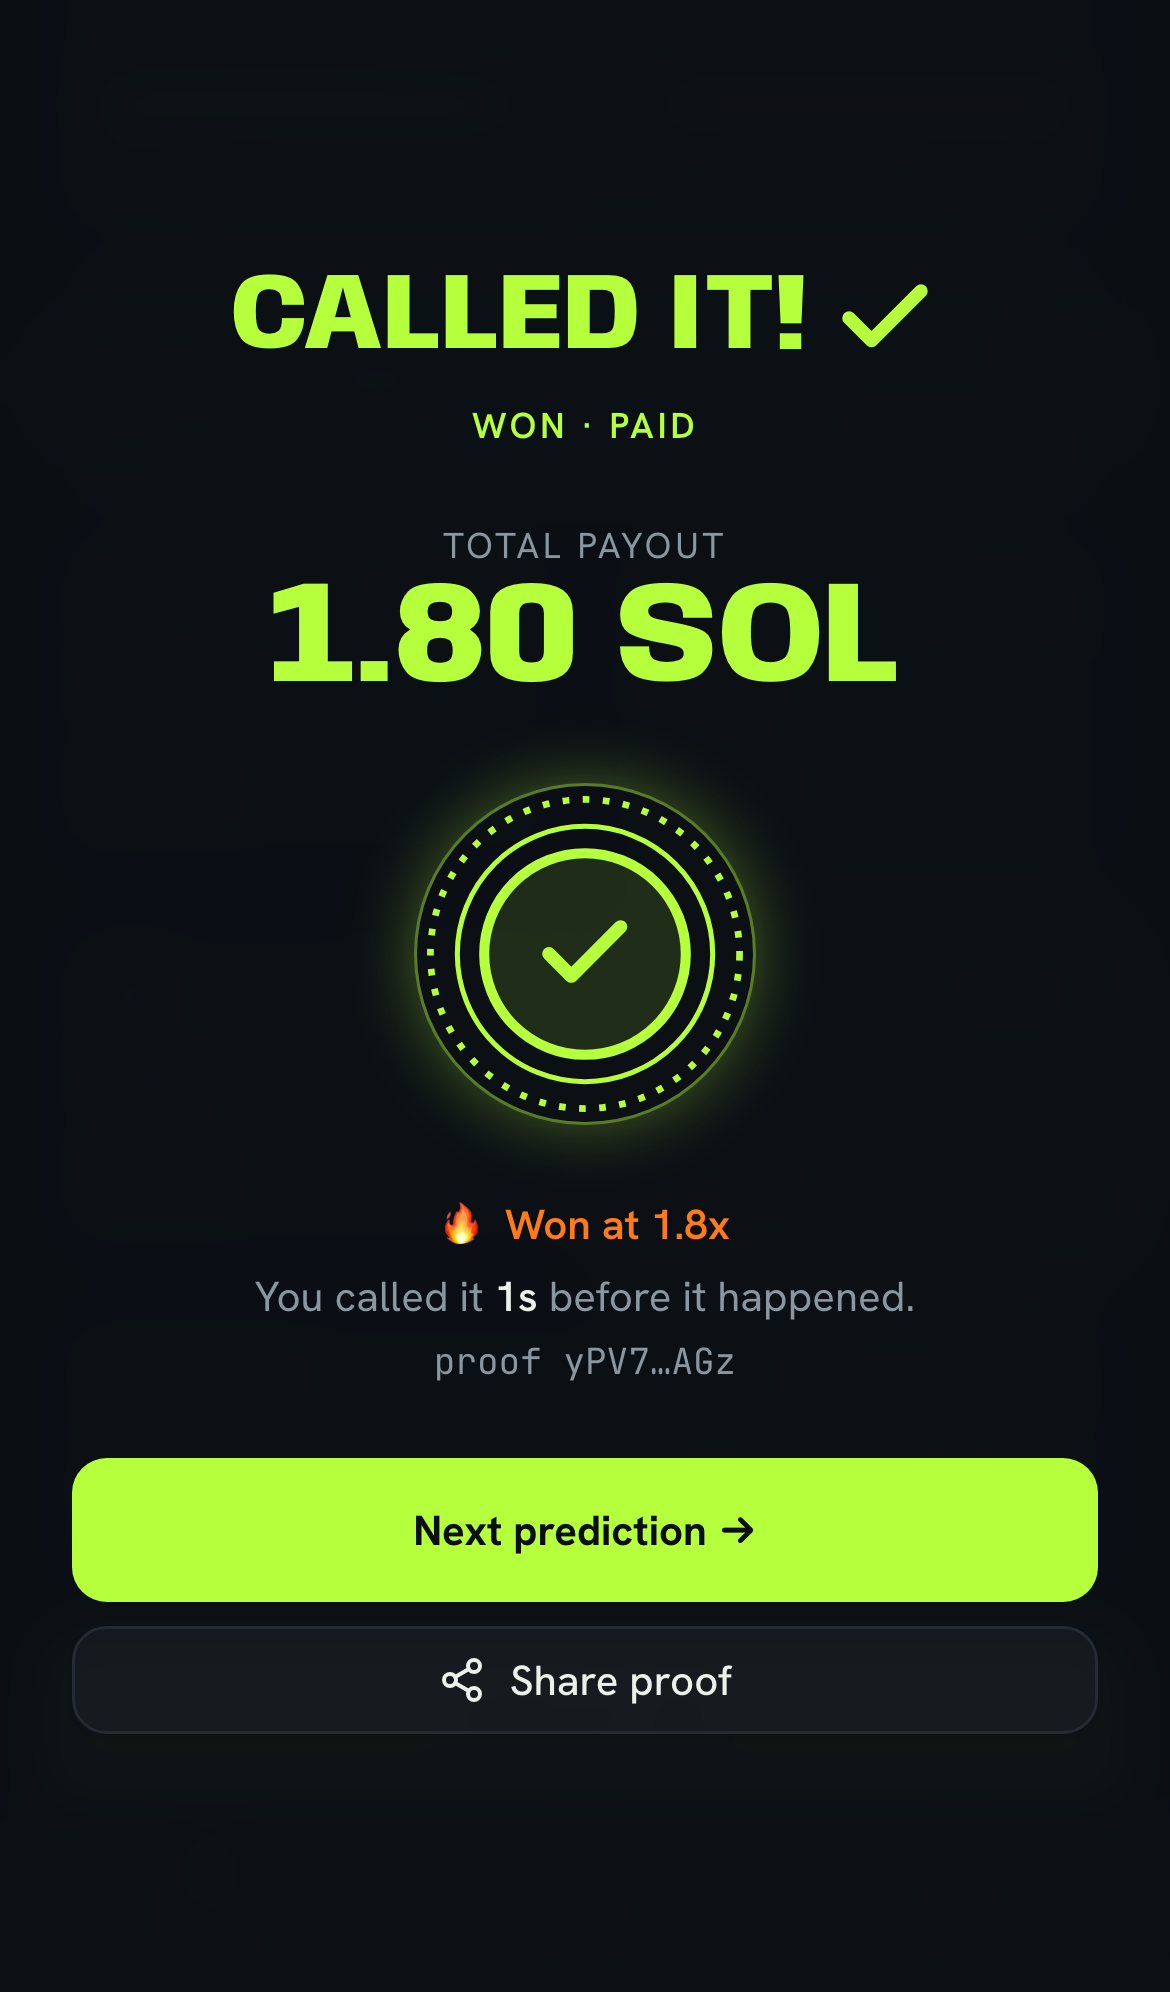 CALLED IT! ✓
WON · PAID
TOTAL PAYOUT
1.80 SOL
🔥 Won at 1.8x
You called it 1s before it happened.
proof yPV7…AGz
Next prediction →
Share proof